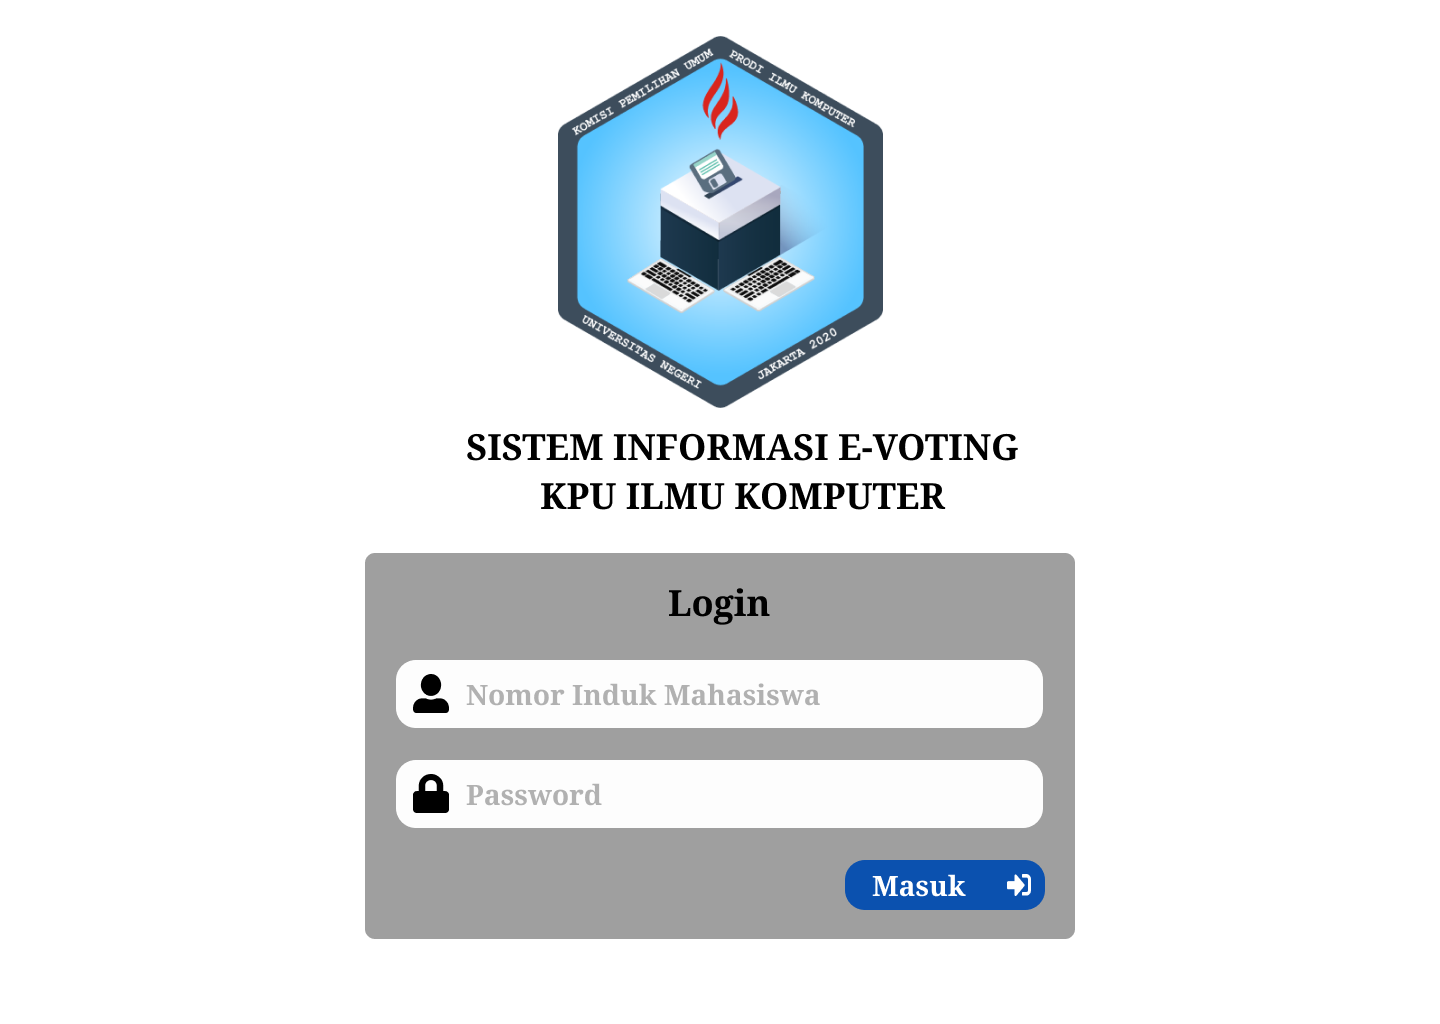 KOMISI PEMILIHAN UMUM
PRODI ILMU KOMPUTER
UNIVERSITAS NEGERI
JAKARTA 2020
SISTEM INFORMASI E-VOTING
KPU ILMU KOMPUTER
Login
Nomor Induk Mahasiswa
Password
Masuk